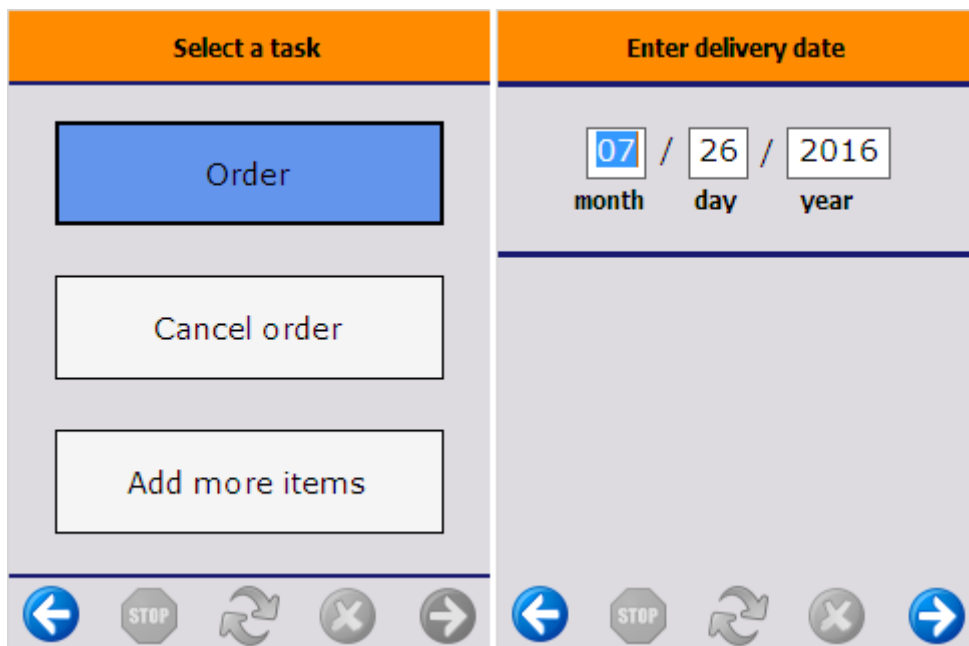 Select a task
Order
Cancel order
Add more items
STOP
Enter delivery date
07 / 26 / 2016
month day year
STOP